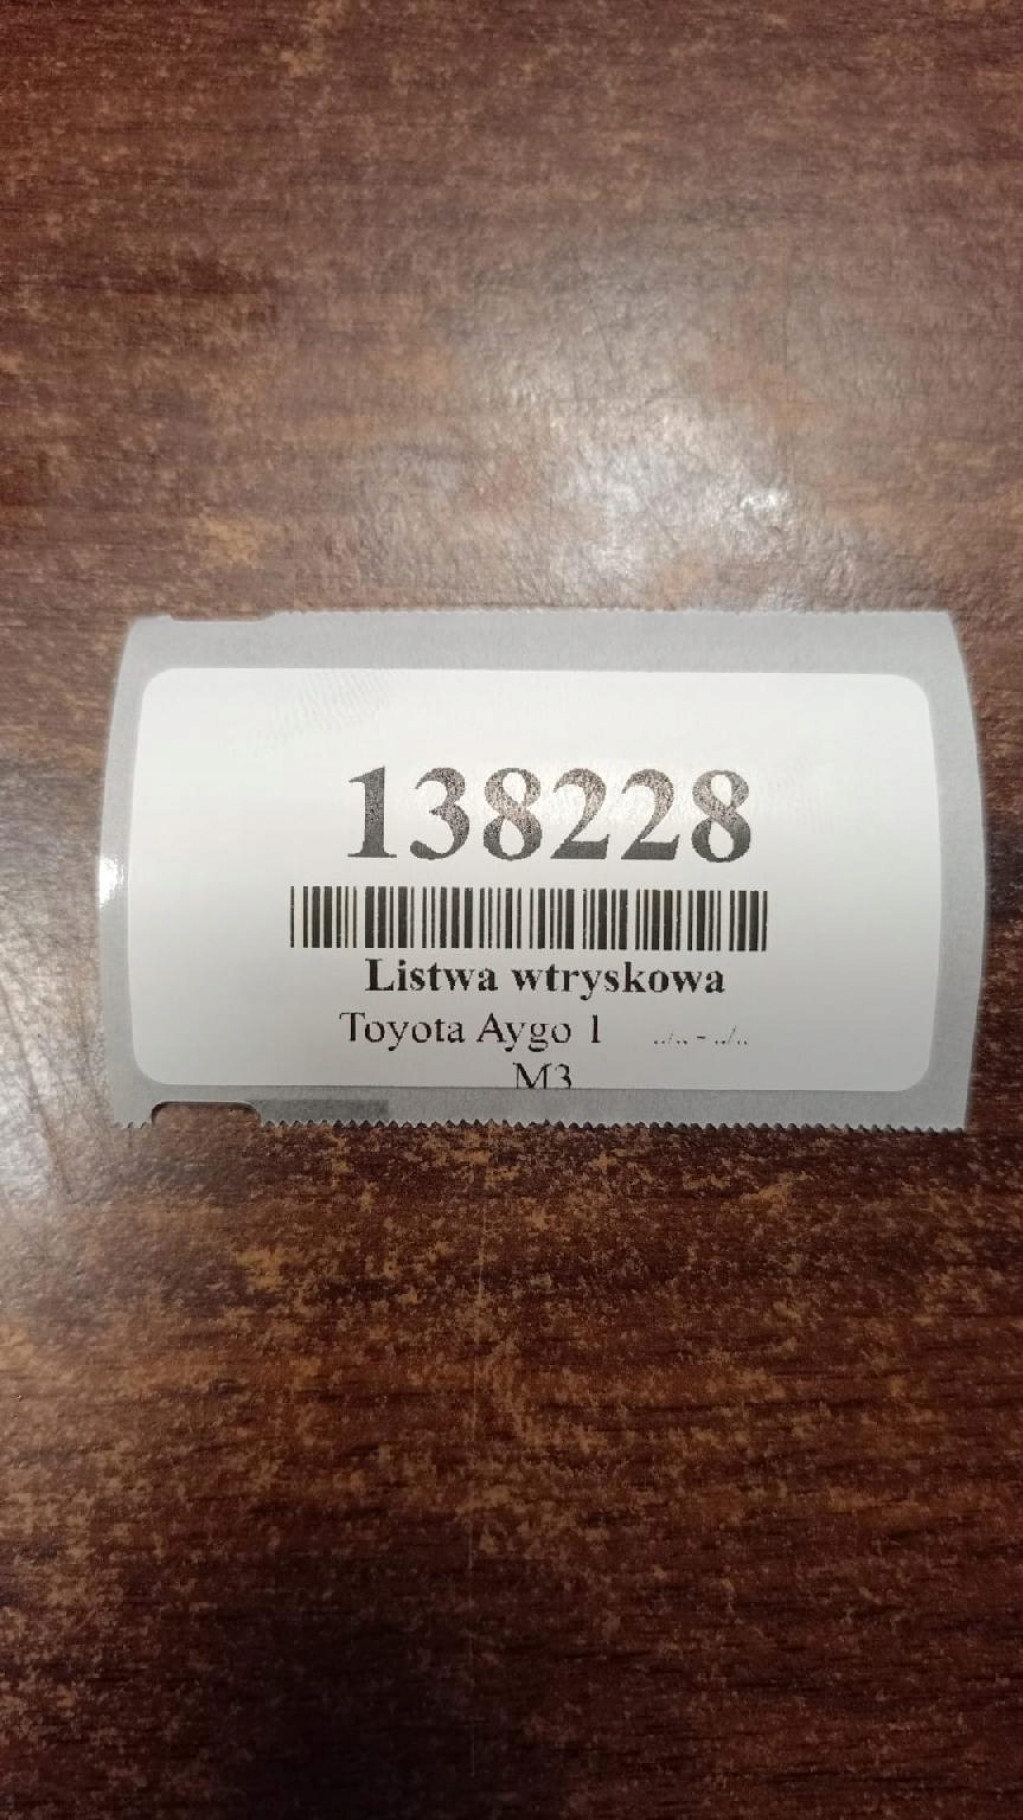 138228
Listwa wtryskowa
Toyota Aygo 1 ../.. - ../..
M3